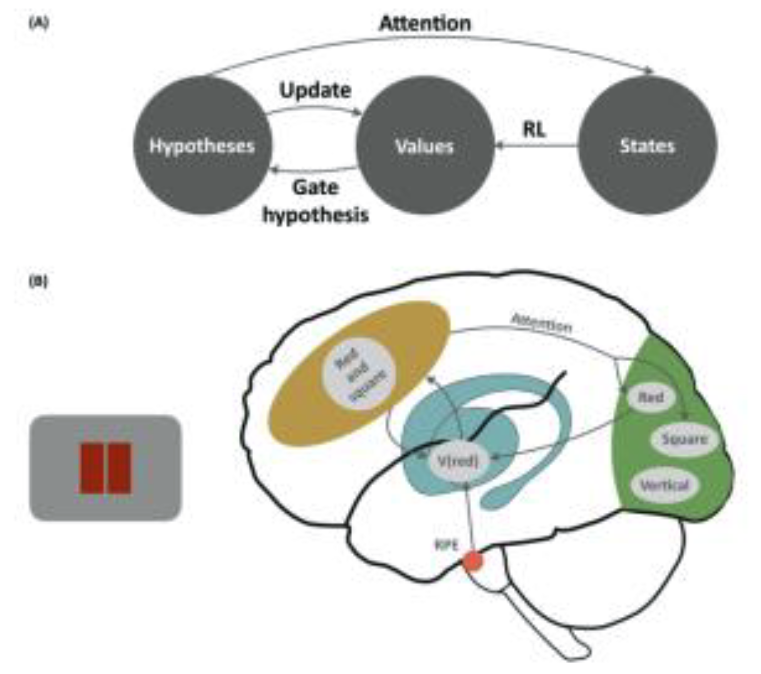 (A)
Attention
Update
Hypotheses
Values
RL
States
Gate
hypothesis
(B)
Attention
Red
and
square
Red
Square
V(red)
Vertical
RPE